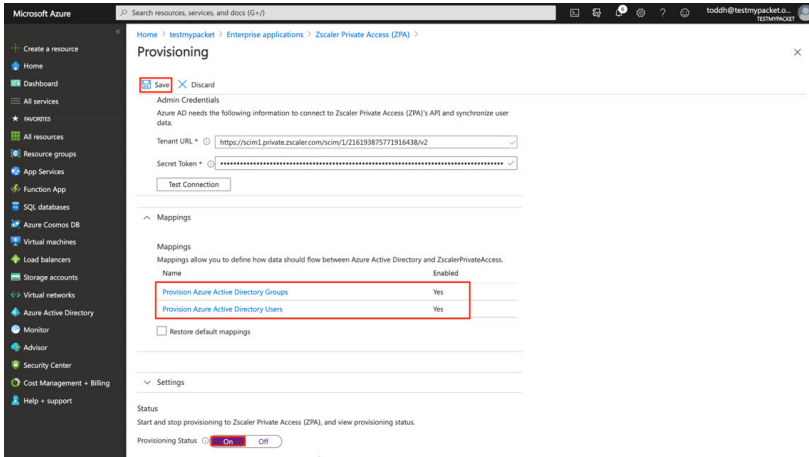 Microsoft Azure
Search resources, services, and docs (G+/)
toddh@testmypacket.o...
TESTMYPACKET
Create a resource
Home
Dashboard
All services
FAVORITES
All resources
Resource groups
App Services
Function App
SQL databases
Azure Cosmos DB
Virtual machines
Load balancers
Storage accounts
Virtual networks
Azure Active Directory
Monitor
Advisor
Security Center
Cost Management + Billing
Help + support
Home > testmypacket > Enterprise applications > Zscaler Private Access (ZPA) >
Provisioning
Save Discard
Admin Credentials
Azure AD needs the following information to connect to Zscaler Private Access (ZPA)'s API and synchronize user
data.
Tenant URL * https://scim1.private.zscaler.com/scim/1/216193875771916438/v2
Secret Token *
Test Connection
Mappings
Mappings
Mappings allow you to define how data should flow between Azure Active Directory and ZscalerPrivateAccess.
Name Enabled
Provision Azure Active Directory Groups Yes
Provision Azure Active Directory Users Yes
Restore default mappings
Settings
Status
Start and stop provisioning to Zscaler Private Access (ZPA), and view provisioning status.
Provisioning Status On Off